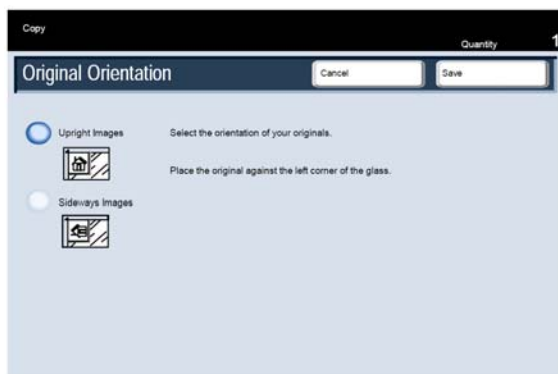 Copy
Quantity
1
Original Orientation
Cancel
Save
Upright Images
Select the orientation of your originals.
Place the original against the left corner of the glass.
Sideways Images